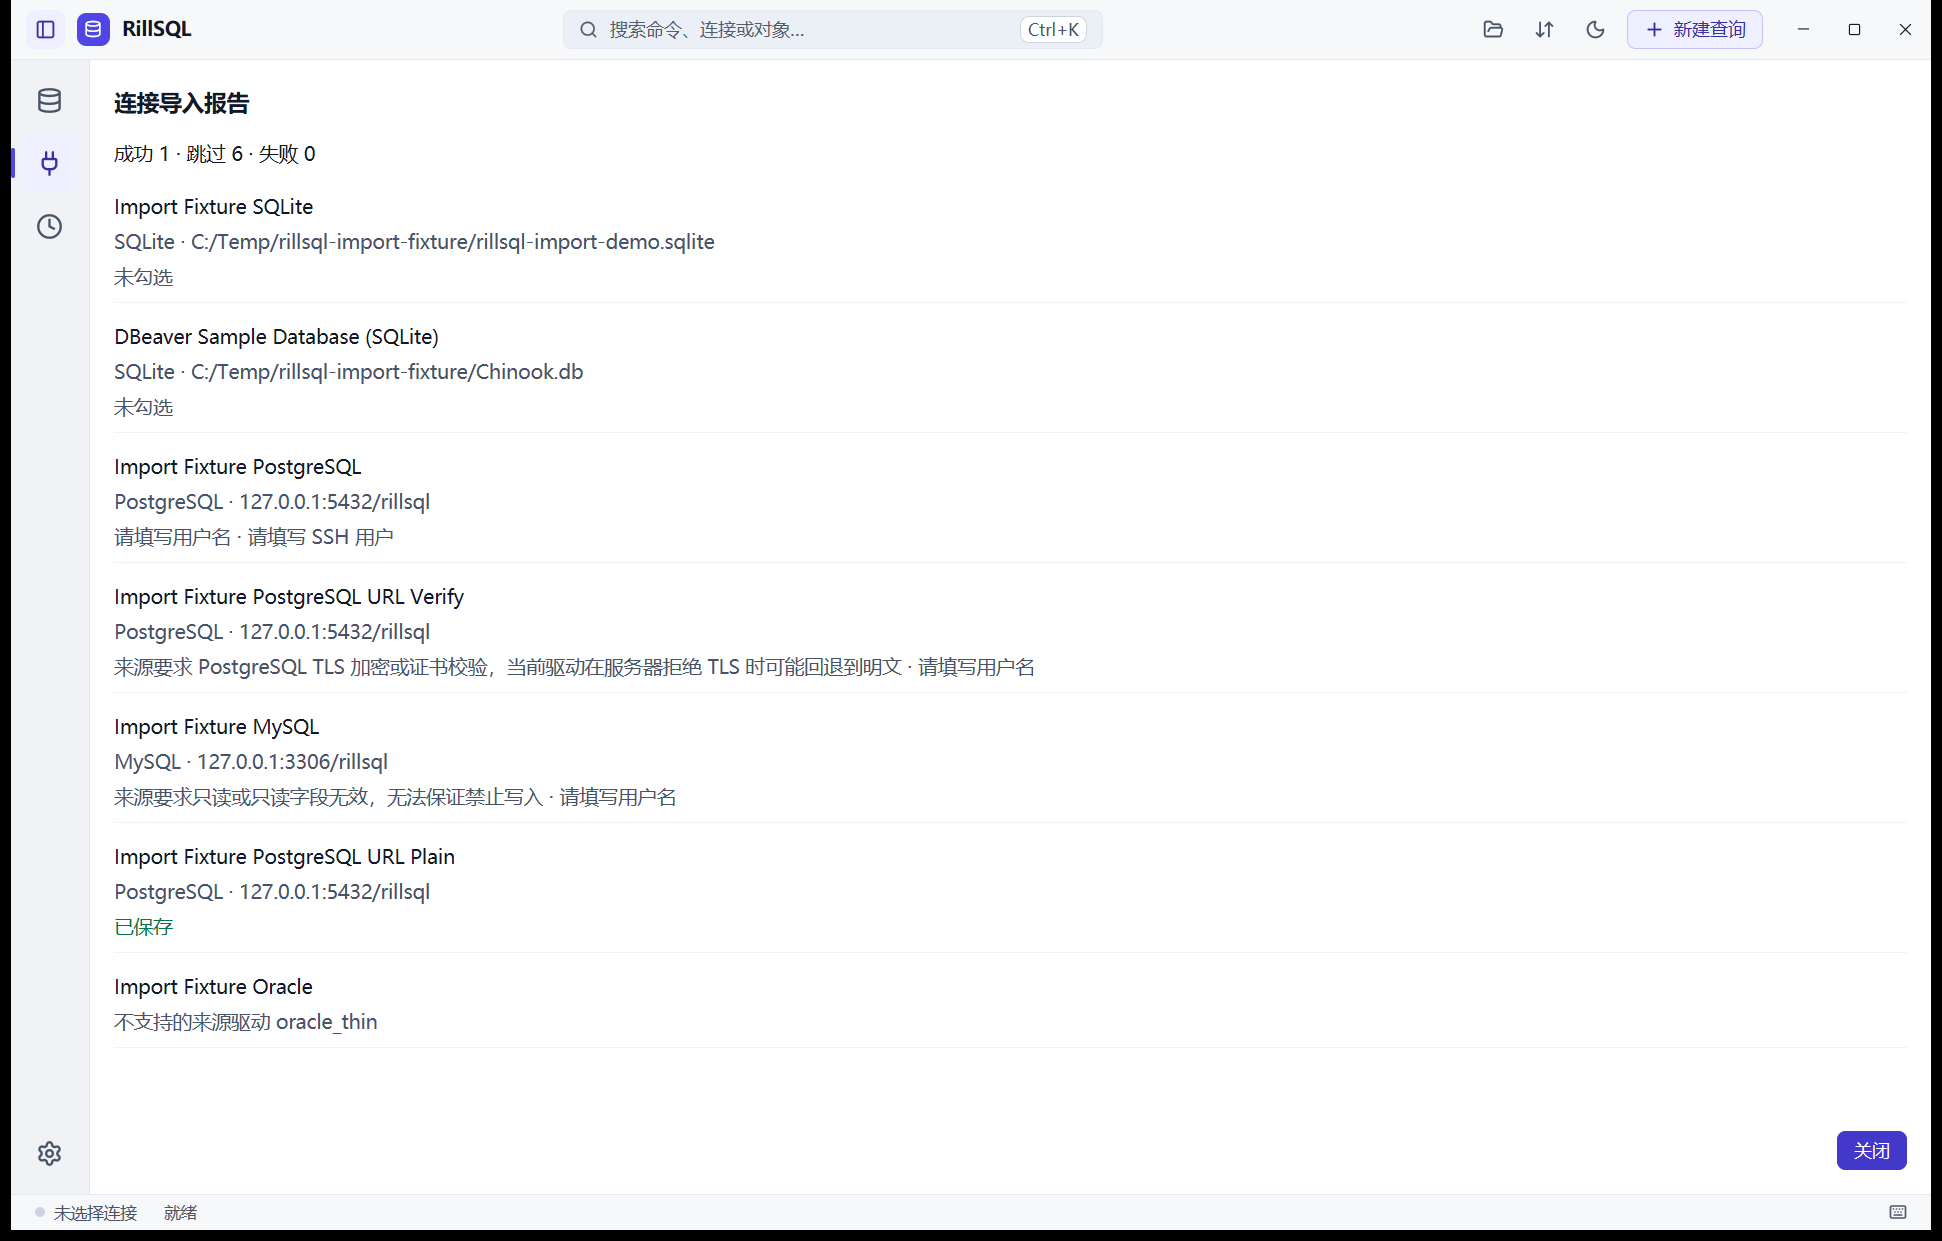 RillSQL
搜索命令、连接或对象...
Ctrl+K
新建查询
连接导入报告
成功 1 · 跳过 6 · 失败 0
Import Fixture SQLite
SQLite · C:/Temp/rillsql-import-fixture/rillsql-import-demo.sqlite
未勾选
DBeaver Sample Database (SQLite)
SQLite · C:/Temp/rillsql-import-fixture/Chinook.db
未勾选
Import Fixture PostgreSQL
PostgreSQL · 127.0.0.1:5432/rillsql
请填写用户名 · 请填写 SSH 用户
Import Fixture PostgreSQL URL Verify
PostgreSQL · 127.0.0.1:5432/rillsql
来源要求 PostgreSQL TLS 加密或证书校验，当前驱动在服务器拒绝 TLS 时可能回退到明文 · 请填写用户名
Import Fixture MySQL
MySQL · 127.0.0.1:3306/rillsql
来源要求只读或只读字段无效，无法保证禁止写入 · 请填写用户名
Import Fixture PostgreSQL URL Plain
PostgreSQL · 127.0.0.1:5432/rillsql
已保存
Import Fixture Oracle
不支持的来源驱动 oracle_thin
关闭
未选择连接
就绪